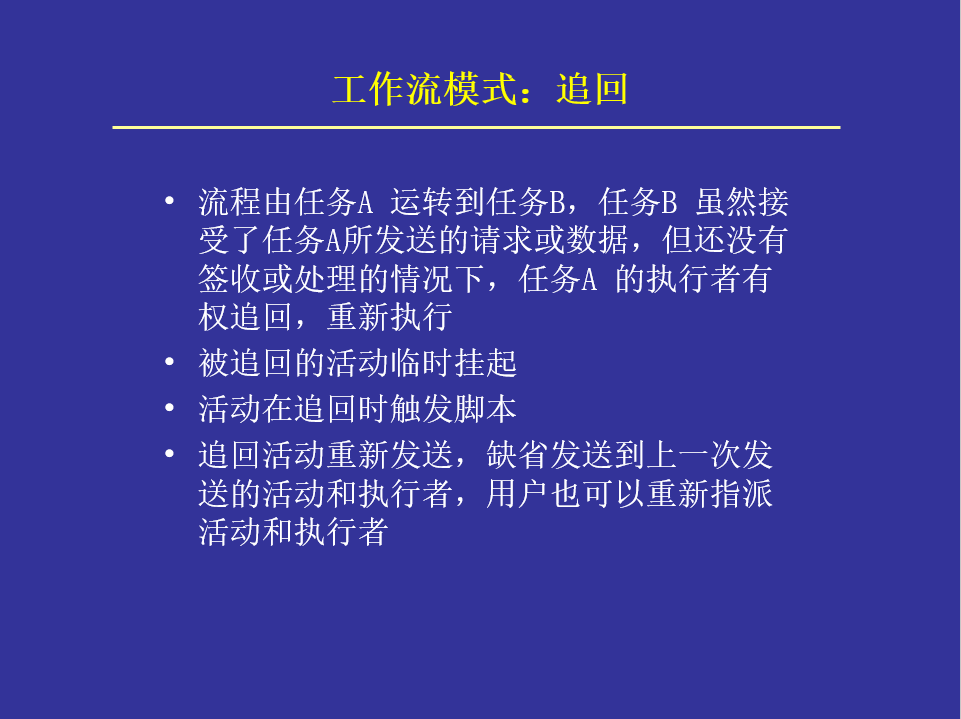 工作流模式：追回
• 流程由任务A 运转到任务B，任务B 虽然接
受了任务A所发送的请求或数据，但还没有
签收或处理的情况下，任务A 的执行者有
权追回，重新执行
• 被追回的活动临时挂起
• 活动在追回时触发脚本
• 追回活动重新发送，缺省发送到上一次发
送的活动和执行者，用户也可以重新指派
活动和执行者